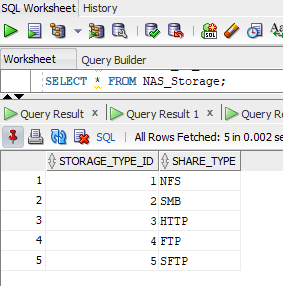 SQL Worksheet History
Worksheet Query Builder
SELECT * FROM NAS_Storage;
Query Result x Query Result 1 x
SQL | All Rows Fetched: 5 in 0.002 se
STORAGE_TYPE_ID SHARE_TYPE
1 1 NFS
2 2 SMB
3 3 HTTP
4 4 FTP
5 5 SFTP